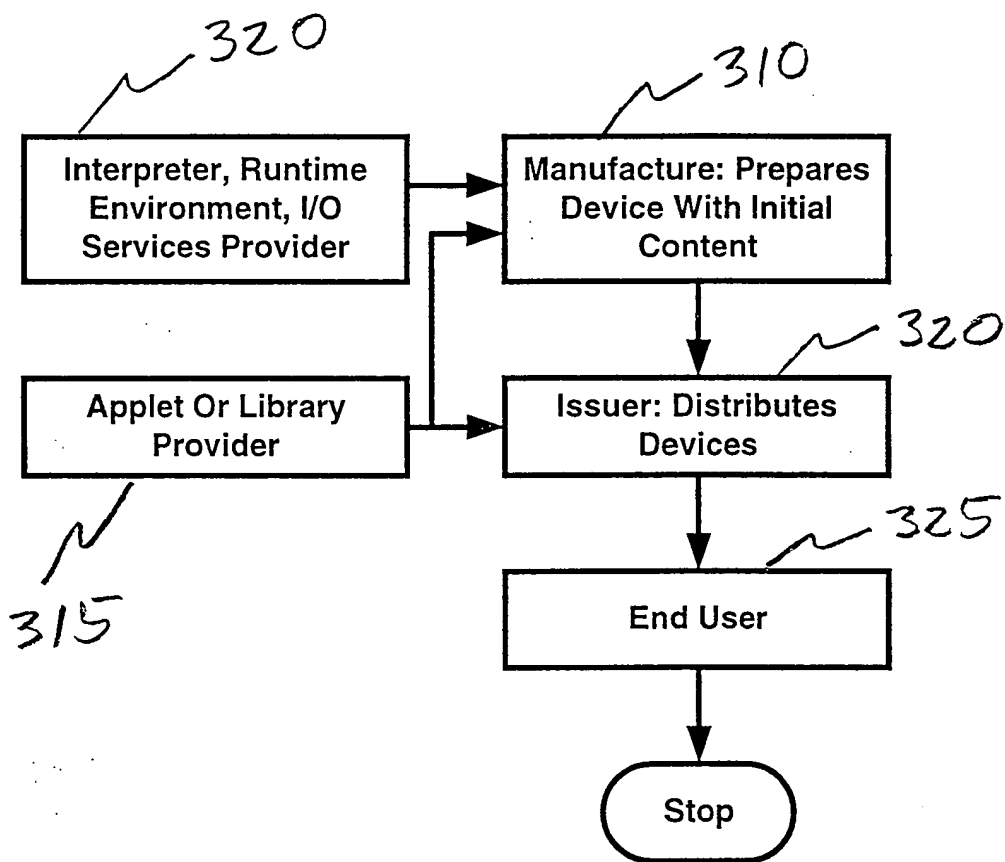 320
310
Interpreter, Runtime
Environment, I/O
Services Provider
Manufacture: Prepares
Device With Initial
Content
320
Applet Or Library
Provider
Issuer: Distributes
Devices
315
325
End User
Stop